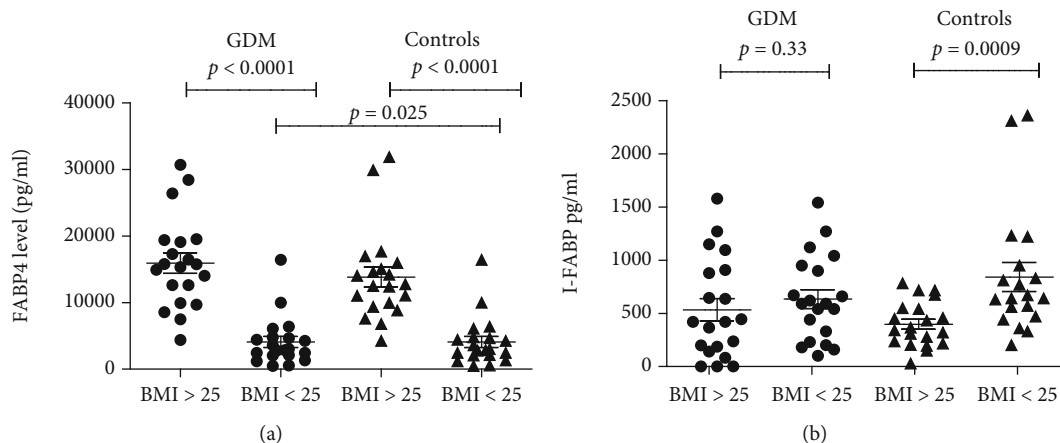 GDM
p < 0.0001
Controls
p < 0.0001
p = 0.025
FABP4 level (pg/ml)
40000
30000
20000
10000
0
BMI > 25
BMI < 25
BMI > 25
BMI < 25
(a)
GDM
p = 0.33
Controls
p = 0.0009
I-FABP pg/ml
2500
2000
1500
1000
500
0
BMI > 25
BMI < 25
BMI > 25
BMI < 25
(b)